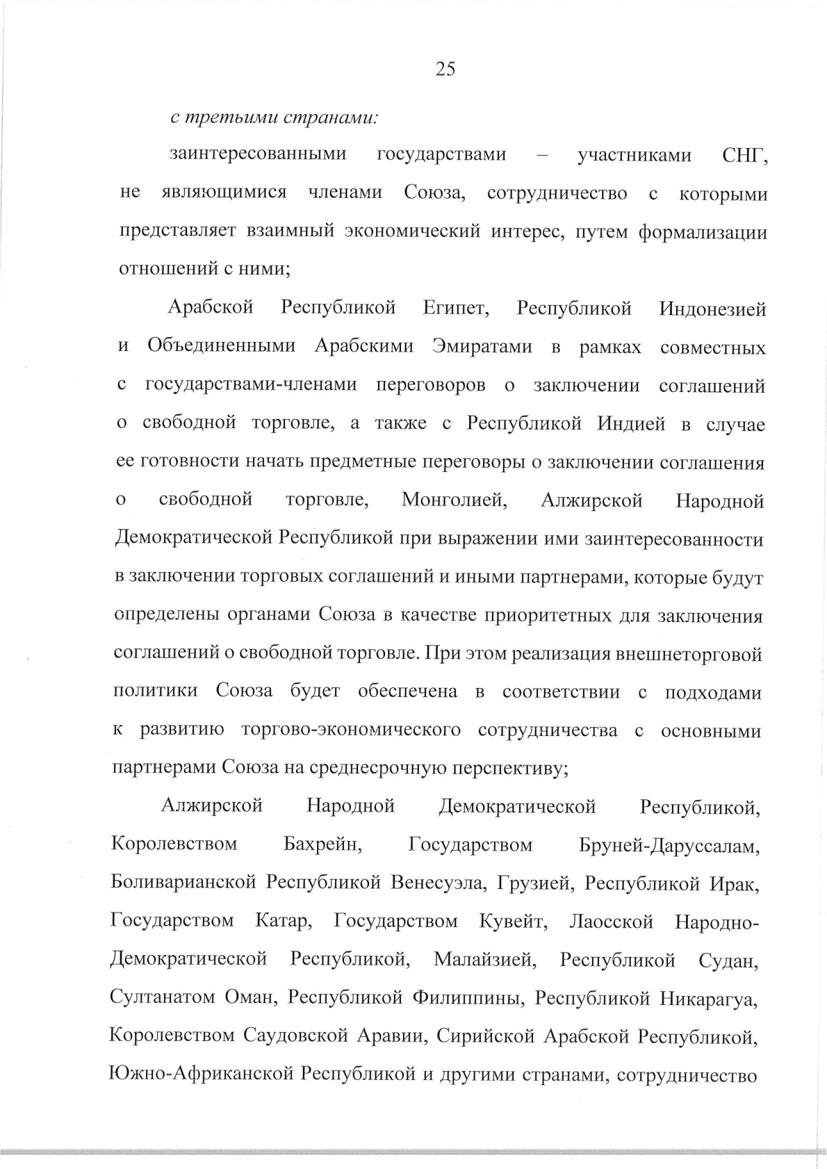 25
с третьими странами:
заинтересованными государствами – участниками СНГ,
не являющимися членами Союза, сотрудничество с которыми
представляет взаимный экономический интерес, путем формализации
отношений с ними;
Арабской Республикой Египет, Республикой Индонезией
и Объединенными Арабскими Эмиратами в рамках совместных
с государствами-членами переговоров о заключении соглашений
о свободной торговле, а также с Республикой Индией в случае
ее готовности начать предметные переговоры о заключении соглашения
о свободной торговле, Монголией, Алжирской Народной
Демократической Республикой при выражении ими заинтересованности
в заключении торговых соглашений и иными партнерами, которые будут
определены органами Союза в качестве приоритетных для заключения
соглашений о свободной торговле. При этом реализация внешнеторговой
политики Союза будет обеспечена в соответствии с подходами
к развитию торгово-экономического сотрудничества с основными
партнерами Союза на среднесрочную перспективу;
Алжирской Народной Демократической Республикой,
Королевством Бахрейн, Государством Бруней-Даруссалам,
Боливарианской Республикой Венесуэла, Грузией, Республикой Ирак,
Государством Катар, Государством Кувейт, Лаосской Народно-
Демократической Республикой, Малайзией, Республикой Судан,
Султанатом Оман, Республикой Филиппины, Республикой Никарагуа,
Королевством Саудовской Аравии, Сирийской Арабской Республикой,
Южно-Африканской Республикой и другими странами, сотрудничество